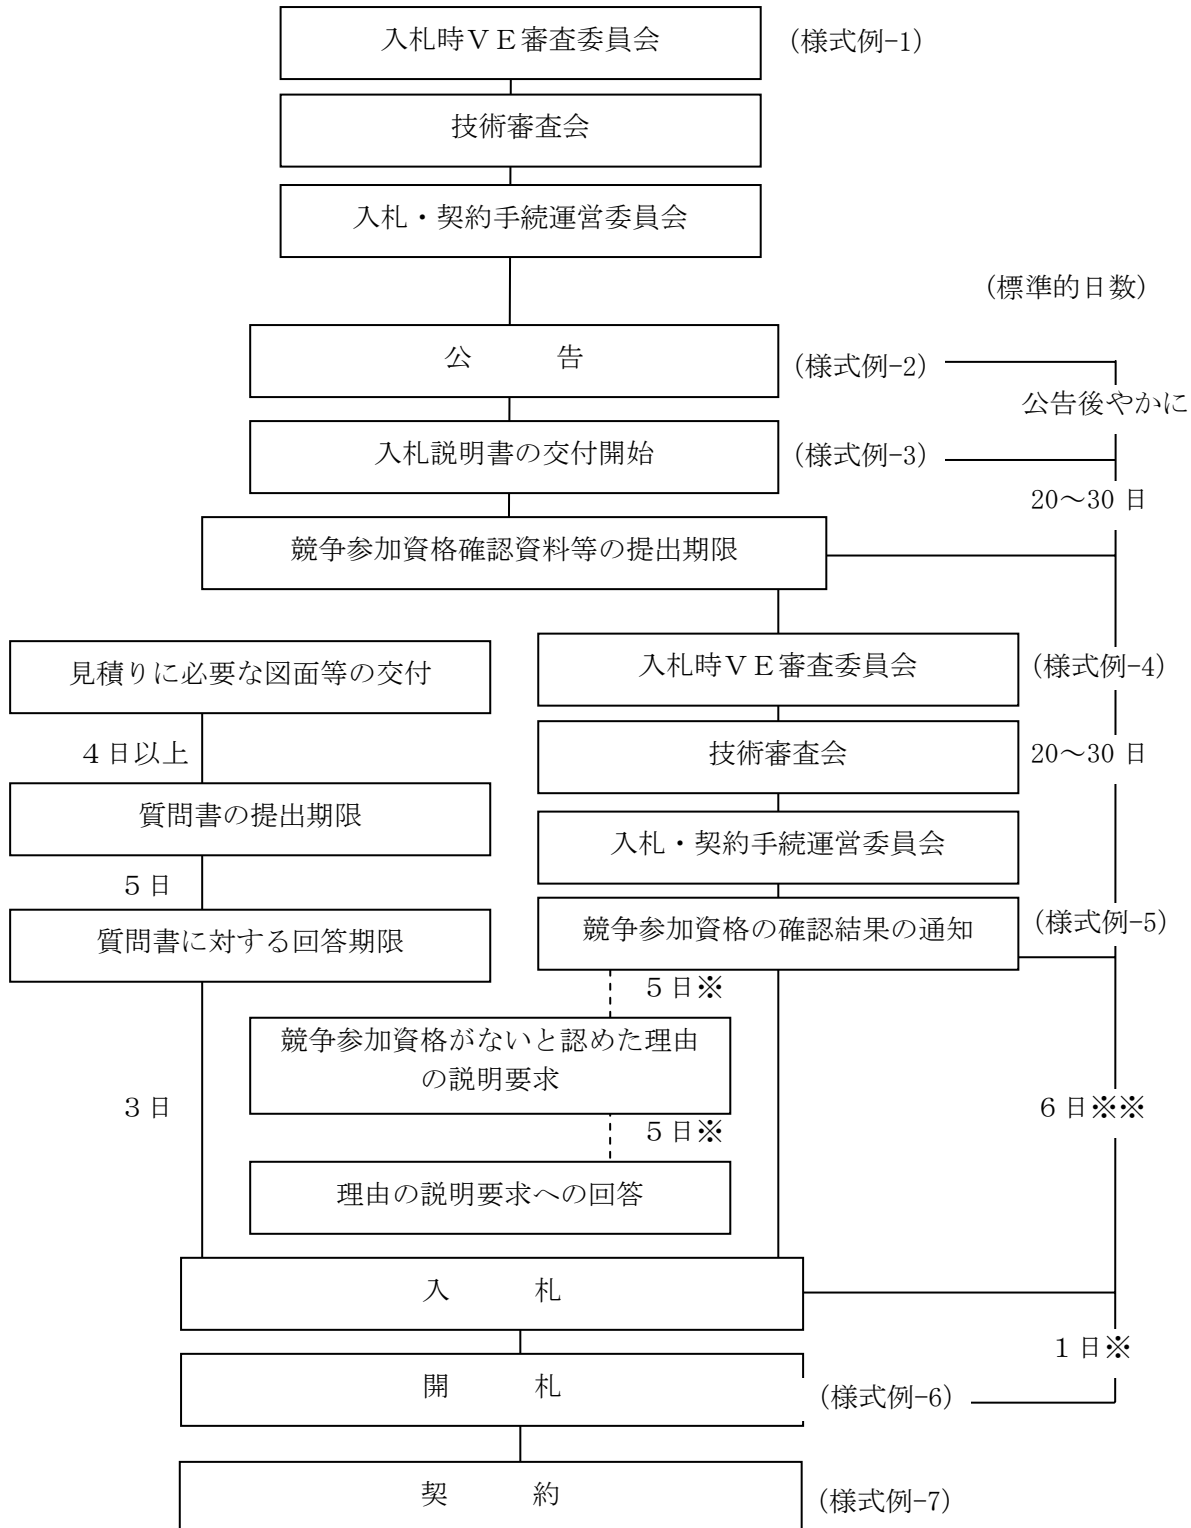 入札時ＶＥ審査委員会
(様式例-1)
技術審査会
入札・契約手続運営委員会
(標準的日数)
公　　　告
(様式例-2)
公告後やかに
入札説明書の交付開始
(様式例-3)
20～30 日
競争参加資格確認資料等の提出期限
見積りに必要な図面等の交付
入札時ＶＥ審査委員会
(様式例-4)
４日以上
技術審査会
20～30 日
質問書の提出期限
入札・契約手続運営委員会
５日
質問書に対する回答期限
競争参加資格の確認結果の通知
(様式例-5)
５日※
競争参加資格がないと認めた理由
の説明要求
３日
６日※※
５日※
理由の説明要求への回答
入　　　札
１日※
開　　　札
(様式例-6)
契　　　約
(様式例-7)